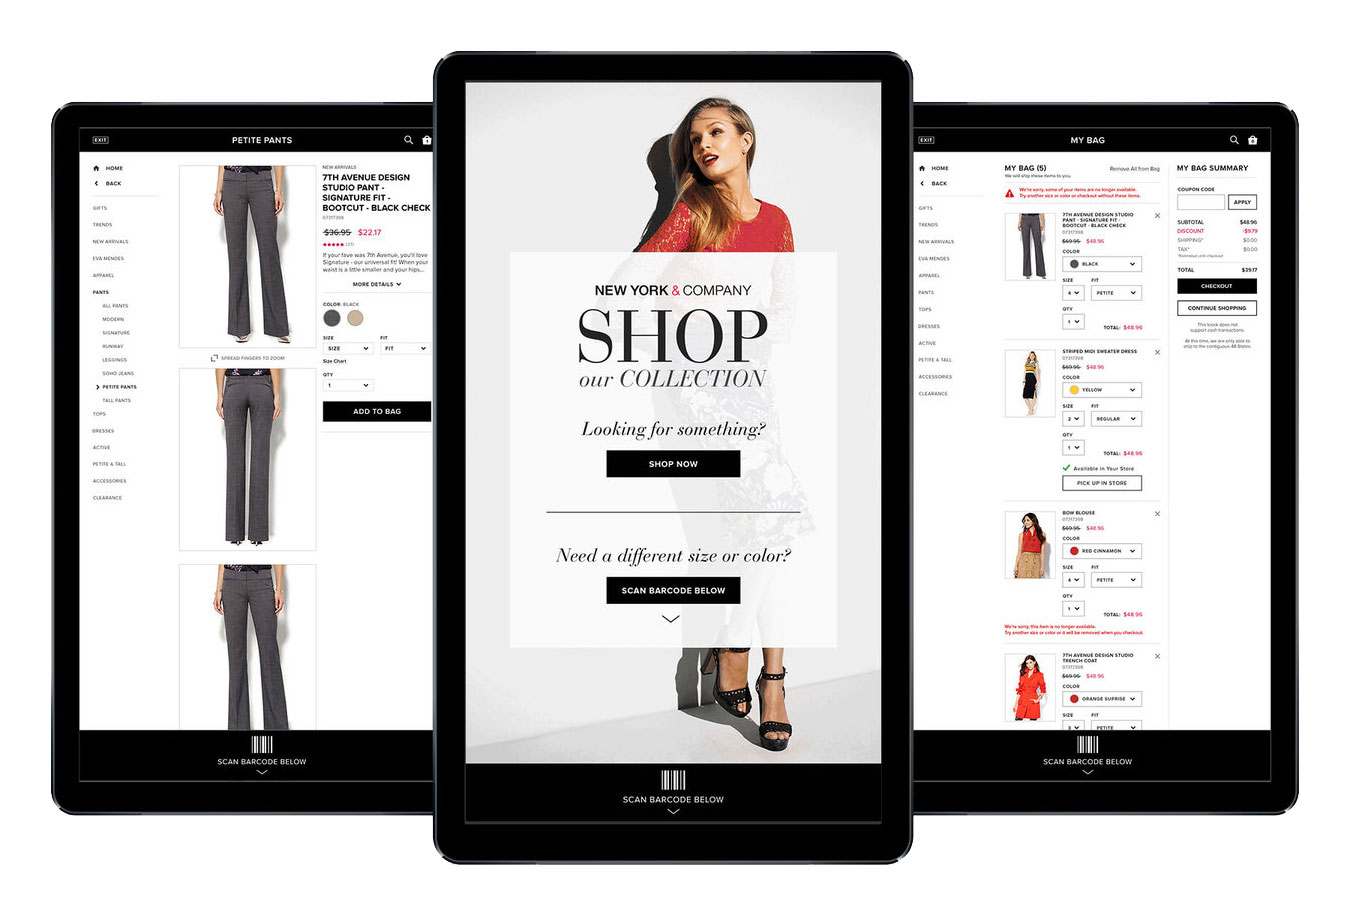 EXIT
PETITE PANTS
HOME
BACK
GIFTS
TRENDS
NEW ARRIVALS
EVA MENDES
APPAREL
PANTS
ALL PANTS
MODERN
SIGNATURE
RUNWAY
LEGGINGS
SOHO JEANS
PETITE PANTS
TALL PANTS
TOPS
DRESSES
ACTIVE
PETITE & TALL
ACCESSORIES
CLEARANCE
SPREAD FINGERS TO ZOOM
NEW ARRIVALS
7TH AVENUE DESIGN
STUDIO PANT -
SIGNATURE FIT -
BOOTCUT - BLACK CHECK
07317398
$36.95 $22.17
(27)
If your fave was 7th Avenue, you'll love
Signature - our universal fit! When your
waist is a little smaller and your hips...
MORE DETAILS
COLOR: BLACK
SIZE FIT
SIZE FIT
Size Chart
QTY
1
ADD TO BAG
SCAN BARCODE BELOW
NEW YORK & COMPANY
SHOP
our COLLECTION
Looking for something?
SHOP NOW
Need a different size or color?
SCAN BARCODE BELOW
SCAN BARCODE BELOW
EXIT
MY BAG
HOME
BACK
GIFTS
TRENDS
NEW ARRIVALS
EVA MENDES
APPAREL
PANTS
TOPS
DRESSES
ACTIVE
PETITE & TALL
ACCESSORIES
CLEARANCE
MY BAG (5)
Remove All from Bag
We will ship these items to you.
We're sorry, some of your items are no longer available.
Try another size or color or checkout without these items.
7TH AVENUE DESIGN STUDIO
PANT - SIGNATURE FIT -
BOOTCUT - BLACK CHECK
07317398
$69.95 $48.96
COLOR
BLACK
SIZE FIT
4 PETITE
QTY
1
TOTAL: $48.96
STRIPED MIDI SWEATER DRESS
07317398
$69.95 $48.96
COLOR
YELLOW
SIZE FIT
2 REGULAR
QTY
1
TOTAL: $48.96
Available in Your Store
PICK UP IN STORE
BOW BLOUSE
07317398
$69.95 $48.96
COLOR
RED CINNAMON
SIZE FIT
4 PETITE
QTY
1
TOTAL: $48.96
We're sorry, this item is no longer available.
Try another size or color or it will be removed when you checkout.
7TH AVENUE DESIGN STUDIO
TRENCH COAT
07317398
$69.95 $48.96
COLOR
ORANGE SUPRISE
SIZE FIT
PETITE
MY BAG SUMMARY
COUPON CODE
APPLY
SUBTOTAL $48.96
DISCOUNT -$9.79
SHIPPING* $0.00
TAX* $0.00
*Estimated until checkout
TOTAL $39.17
CHECKOUT
CONTINUE SHOPPING
This kiosk does not
support cash transactions.
At this time, we are only able to
ship to the contiguous 48 States.
SCAN BARCODE BELOW